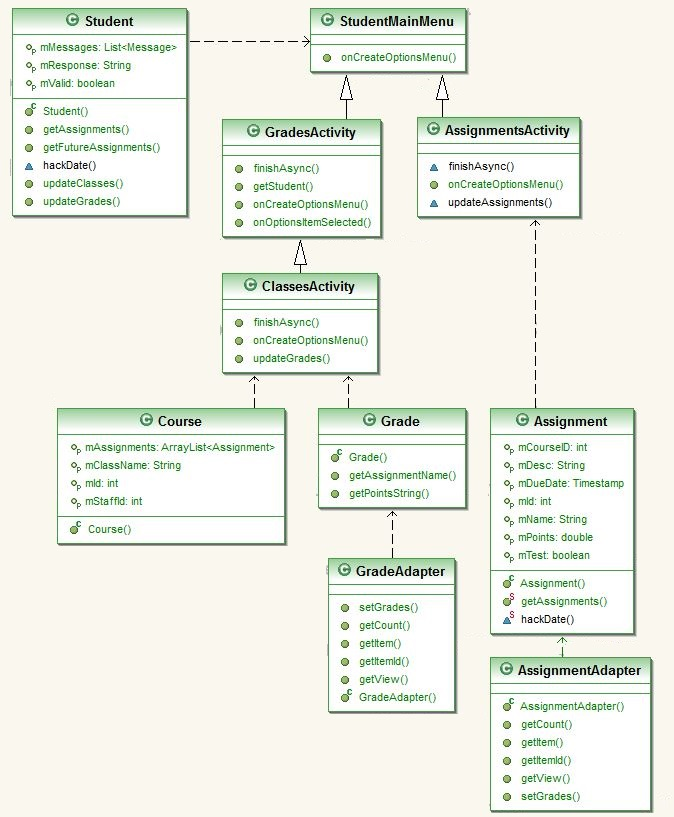 Student
mMessages: List<Message>
mResponse: String
mValid: boolean
Student()
getAssignments()
getFutureAssignments()
hackDate()
updateClasses()
updateGrades()
StudentMainMenu
onCreateOptionsMenu()
GradesActivity
finishAsync()
getStudent()
onCreateOptionsMenu()
onOptionsItemSelected()
AssignmentsActivity
finishAsync()
onCreateOptionsMenu()
updateAssignments()
ClassesActivity
finishAsync()
onCreateOptionsMenu()
updateGrades()
Course
mAssignments: ArrayList<Assignment>
mClassName: String
mId: int
mStaffId: int
Course()
Grade
Grade()
getAssignmentName()
getPointsString()
Assignment
mCourseID: int
mDesc: String
mDueDate: Timestamp
mId: int
mName: String
mPoints: double
mTest: boolean
Assignment()
getAssignments()
hackDate()
GradeAdapter
setGrades()
getCount()
getItem()
getItemId()
getView()
GradeAdapter()
AssignmentAdapter
AssignmentAdapter()
getCount()
getItem()
getItemId()
getView()
setGrades()